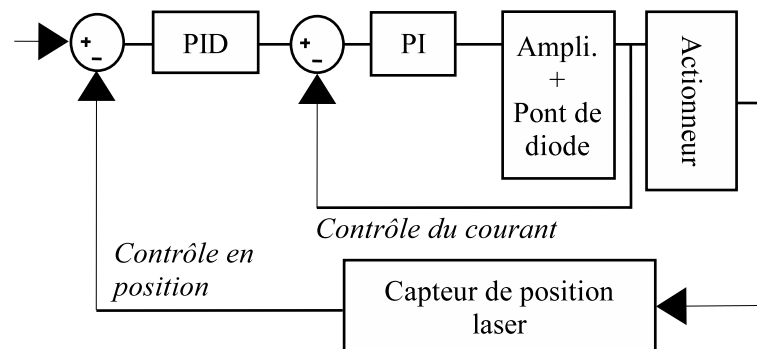 +
-
PID
+
-
PI
Ampli.
+
Pont de
diode
Actionneur
Contrôle du courant
Contrôle en
position
Capteur de position
laser